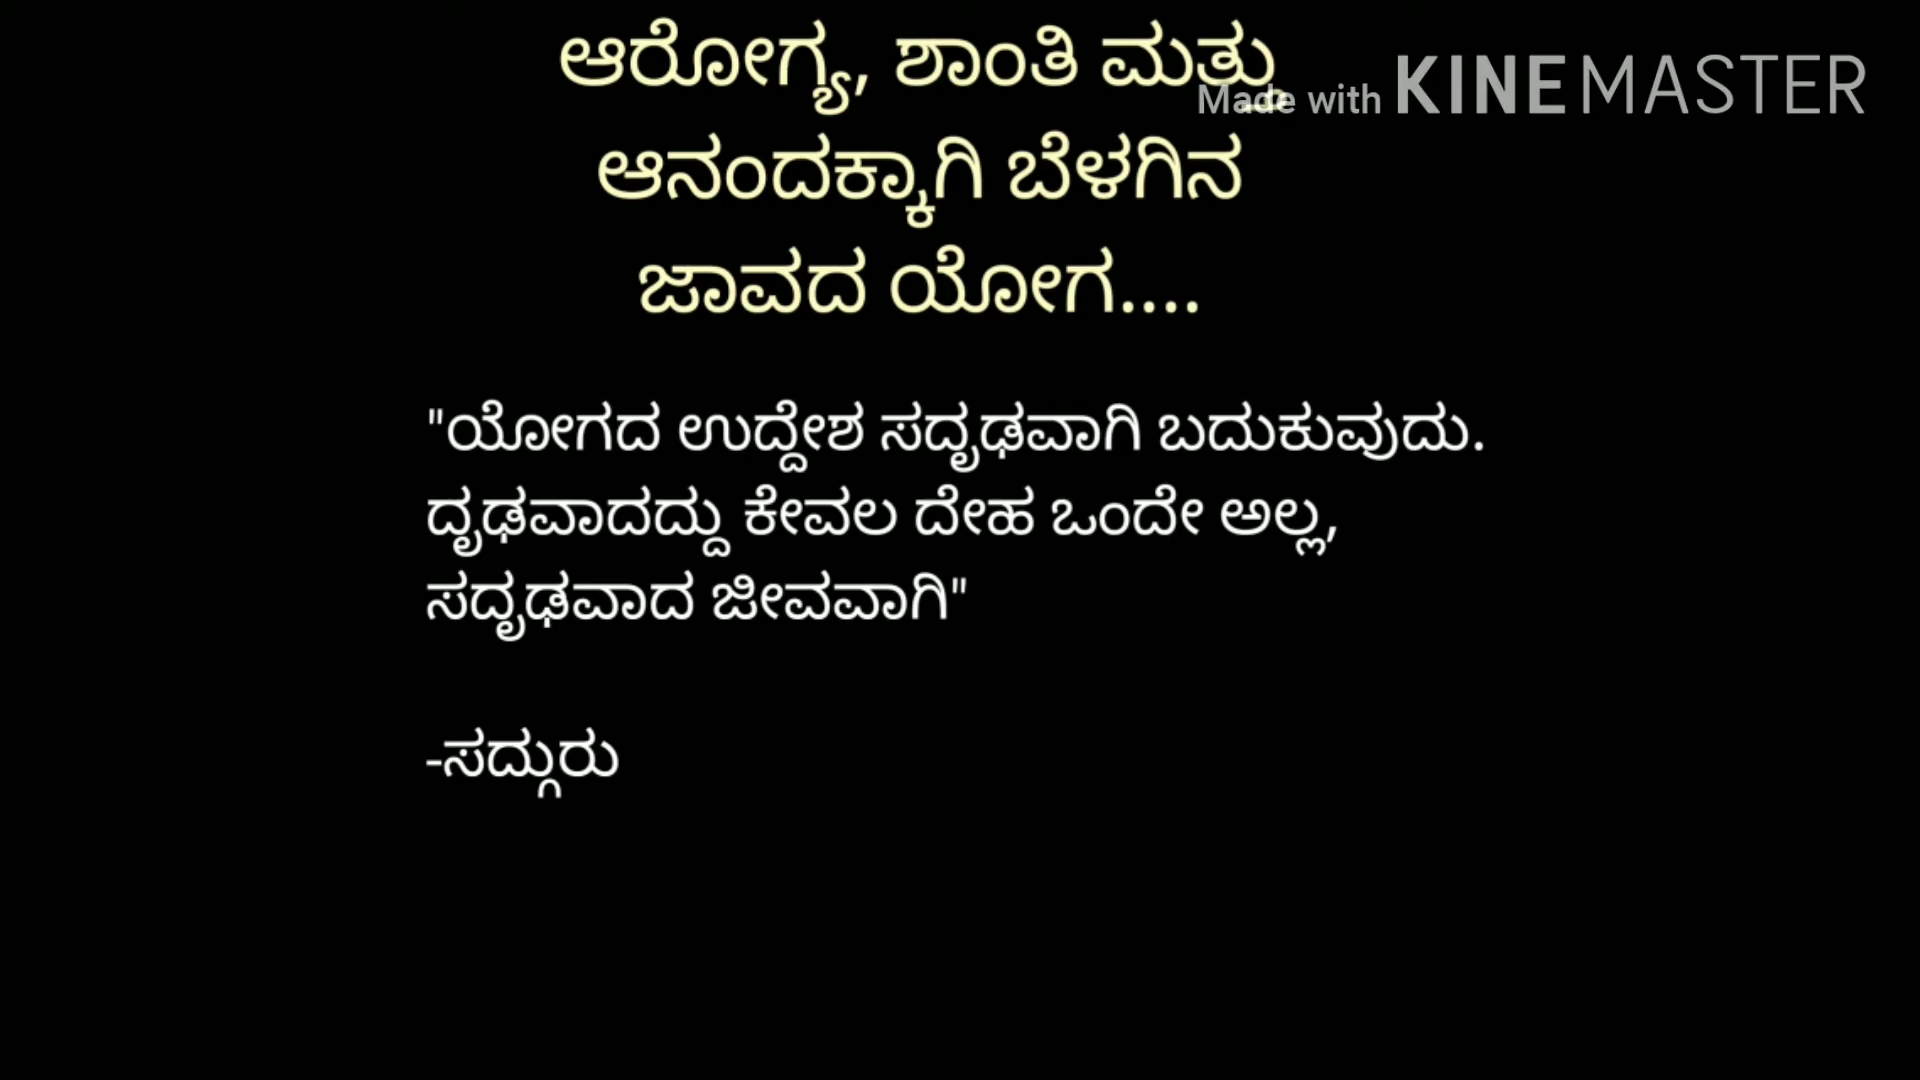 ಆರೋಗ್ಯ, ಶಾಂತಿ ಮತ್ತು
Made with KINEMASTER
ಆನಂದಕ್ಕಾಗಿ ಬೆಳಗಿನ
ಜಾವದ ಯೋಗ....
"ಯೋಗದ ಉದ್ದೇಶ ಸದೃಢವಾಗಿ ಬದುಕುವುದು.
ದೃಢವಾದದ್ದು ಕೇವಲ ದೇಹ ಒಂದೇ ಅಲ್ಲ,
ಸದೃಢವಾದ ಜೀವವಾಗಿ"
-ಸದ್ಗುರು